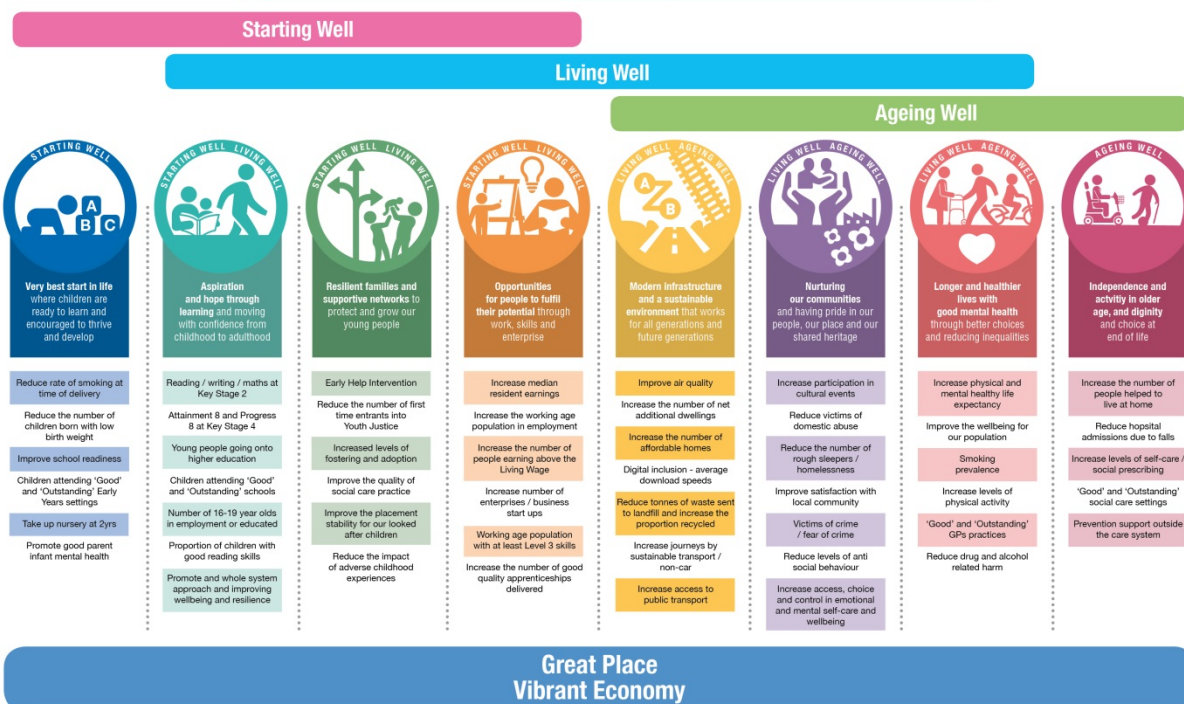 Starting Well
Living Well
Ageing Well
STARTING WELL
A
B C
Very best start in life
where children are
ready to learn and
encouraged to thrive
and develop
Reduce rate of smoking at
time of delivery
Reduce the number of
children born with low
birth weight
Improve school readiness
Children attending ‘Good’
and ‘Outstanding’ Early
Years settings
Take up nursery at 2yrs
Promote good parent
infant mental health
STARTING WELL LIVING WELL
Aspiration
and hope through
learning and moving
with confidence from
childhood to adulthood
Reading / writing / maths at
Key Stage 2
Attainment 8 and Progress
8 at Key Stage 4
Young people going onto
higher education
Children attending ‘Good’
and ‘Outstanding’ schools
Number of 16-19 year olds
in employment or educated
Proportion of children with
good reading skills
Promote and whole system
approach and improving
wellbeing and resilience
STARTING WELL LIVING WELL
Resilient families and
supportive networks to
protect and grow our
young people
Early Help Intervention
Reduce the number of first
time entrants into
Youth Justice
Increased levels of
fostering and adoption
Improve the quality of
social care practice
Improve the placement
stability for our looked
after children
Reduce the impact
of adverse childhood
experiences
STARTING WELL LIVING WELL
Opportunities
for people to fulfil
their potential through
work, skills and
enterprise
Increase median
resident earnings
Increase the working age
population in employment
Increase the number of
people earning above the
Living Wage
Increase number of
enterprises / business
start ups
Working age population
with at least Level 3 skills
Increase the number of good
quality apprenticeships
delivered
LIVING WELL AGEING WELL
A
B
Modern infrastructure
and a sustainable
environment that works
for all generations and
future generations
Improve air quality
Increase the number of net
additional dwellings
Increase the number of
affordable homes
Digital inclusion - average
download speeds
Reduce tonnes of waste sent
to landfill and increase the
proportion recycled
Increase journeys by
sustainable transport /
non-car
Increase access to
public transport
LIVING WELL AGEING WELL
Nurturing
our communities
and having pride in our
people, our place and our
shared heritage
Increase participation in
cultural events
Reduce victims of
domestic abuse
Reduce the number of
rough sleepers /
homelessness
Improve satisfaction with
local community
Victims of crime
/ fear of crime
Reduce levels of anti
social behaviour
Increase access, choice
and control in emotional
and mental self-care and
wellbeing
LIVING WELL AGEING WELL
Longer and healthier
lives with
good mental health
through better choices
and reducing inequalities
Increase physical and
mental healthy life
expectancy
Improve the wellbeing for
our population
Smoking
prevalence
Increase levels of
physical activity
‘Good’ and ‘Outstanding’
GPs practices
Reduce drug and alcohol
related harm
AGEING WELL
Independence and
actvitiy in older
age, and diginity
and choice at
end of life
Increase the number of
people helped to
live at home
Reduce hopsital
admissions due to falls
Increase levels of self-care /
social prescribing
‘Good’ and ‘Outstanding’
social care settings
Prevention support outside
the care system
Great Place
Vibrant Economy